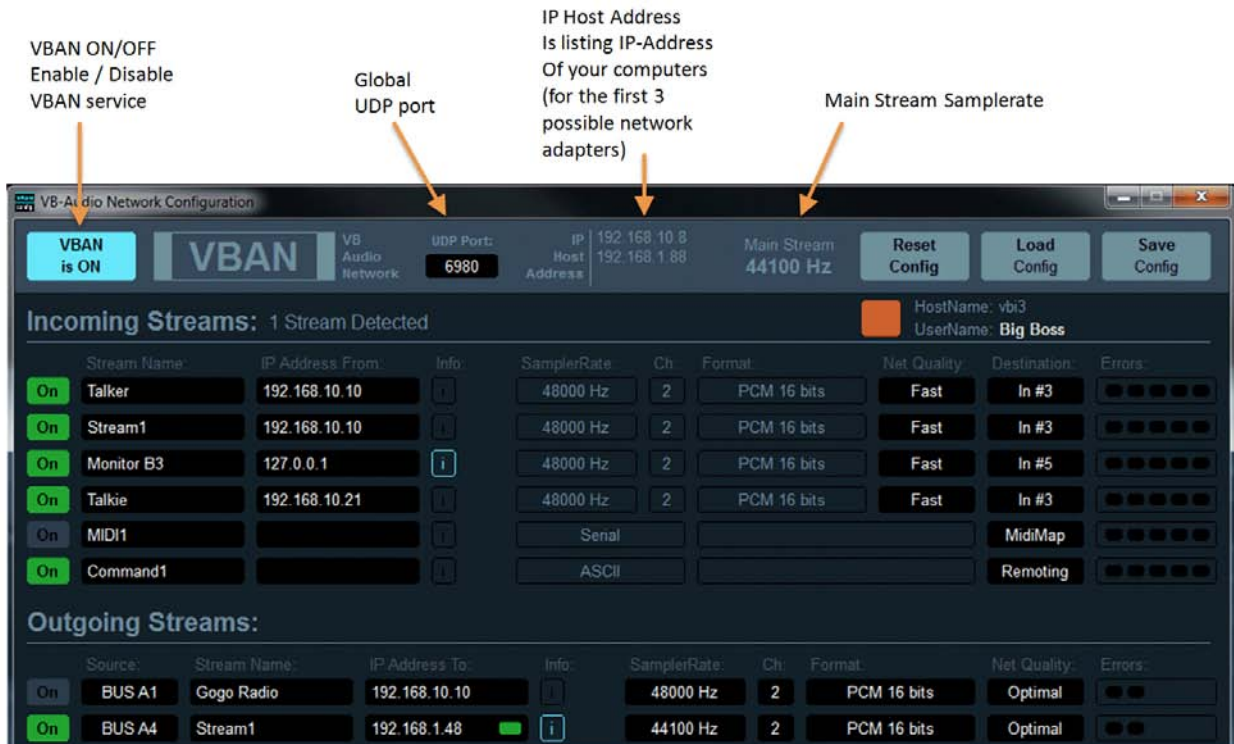 VBAN ON/OFF
Enable / Disable
VBAN service
Global
UDP port
IP Host Address
Is listing IP-Address
Of your computers
(for the first 3
possible network
adapters)
Main Stream Samplerate
VB-Audio Network Configuration
VBAN
is ON
VBAN
VB
Audio
Network
UDP Port:
6980
IP
Host
Address
192.168.10.8
192.168.1.88
Main Stream
44100 Hz
Reset
Config
Load
Config
Save
Config
Incoming Streams: 1 Stream Detected
HostName: vbi3
UserName: Big Boss
Stream Name: IP Address From: Info: SamplerRate: Ch: Format: Net Quality: Destination: Errors:
On Talker 192.168.10.10 i 48000 Hz 2 PCM 16 bits Fast In #3
On Stream1 192.168.10.10 i 48000 Hz 2 PCM 16 bits Fast In #3
On Monitor B3 127.0.0.1 i 48000 Hz 2 PCM 16 bits Fast In #5
On Talkie 192.168.10.21 i 48000 Hz 2 PCM 16 bits Fast In #3
On MIDI1 i Serial MidiMap
On Command1 i ASCII Remoting
Outgoing Streams:
Source: Stream Name: IP Address To: Info: SamplerRate: Ch: Format: Net Quality: Errors:
On BUS A1 Gogo Radio 192.168.10.10 i 48000 Hz 2 PCM 16 bits Optimal
On BUS A4 Stream1 192.168.1.48 i 44100 Hz 2 PCM 16 bits Optimal